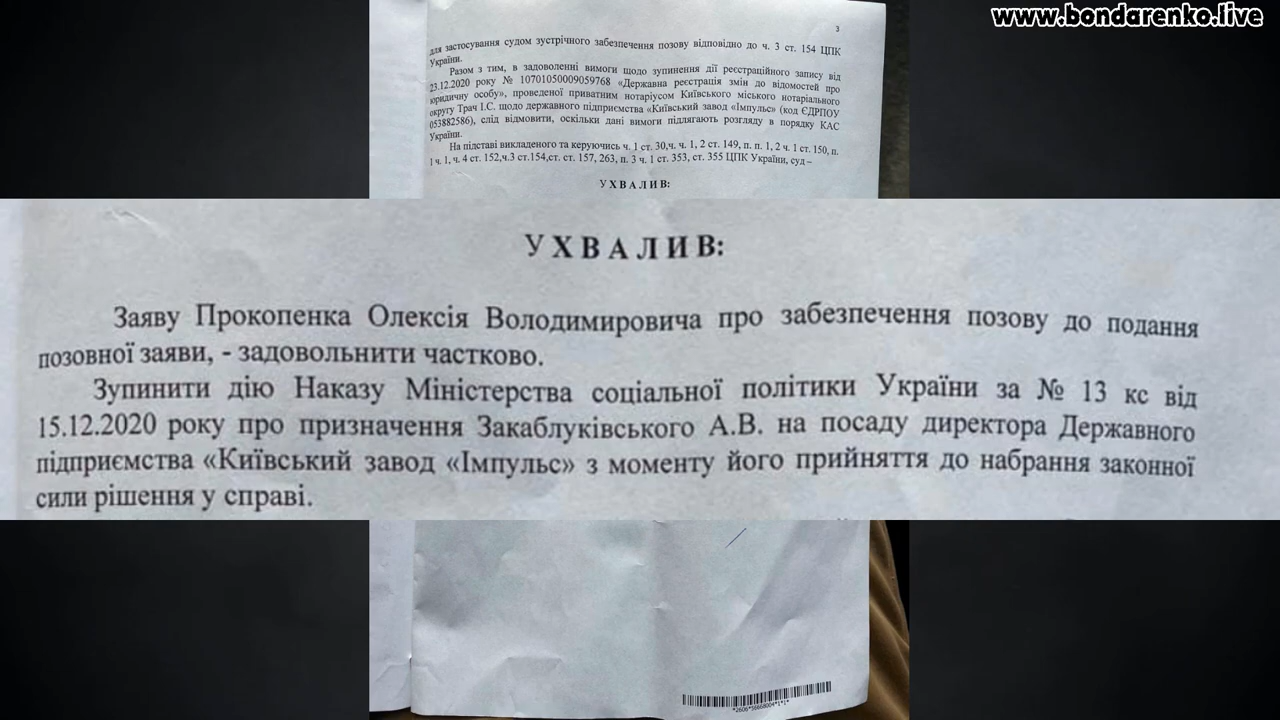 www.bondarenko.live
3
для застосування судом зустрічного забезпечення позову відповідно до ч. 3 ст. 154 ЦПК
України.
Разом з тим, в задоволенні вимоги щодо зупинення дії реєстраційного запису від
23.12.2020 року № 10701050009059768 «Державна реєстрація змін до відомостей про
юридичну особу», проведеної приватним нотаріусом Київського міського нотаріального
округу Трач І.Є. щодо державного підприємства «Київський завод «Імпульс» (код ЄДРПОУ
053882586), слід відмовити, оскільки дані вимоги підлягають розгляду в порядку КАС
України.
На підставі викладеного та керуючись ч. 1 ст. 30,ч. ч. 1, 2 ст. 149, п. п. 1, 2 ч. 1 ст. 150, п.
1 ч. 1, ч. 4 ст. 152,ч.3 ст.154,ст. ст. 157, 263, п. 3 ч. 1 ст. 353, ст. 355 ЦПК України, суд –
У Х В А Л И В:
У Х В А Л И В:
Заяву Прокопенка Олексія Володимировича про забезпечення позову до подання
позовної заяви, - задовольнити частково.
Зупинити дію Наказу Міністерства соціальної політики України за № 13 кс від
15.12.2020 року про призначення Закаблуківського А.В. на посаду директора Державного
підприємства «Київський завод «Імпульс» з моменту його прийняття до набрання законної
сили рішення у справі.
*2606*56668004*1*1*